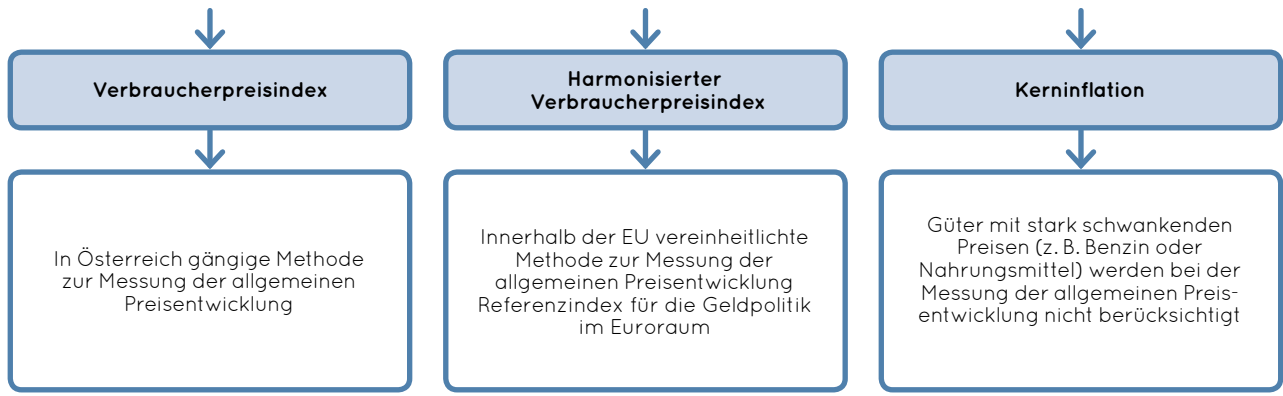 Verbraucherpreisindex
Harmonisierter
Verbraucherpreisindex
Kerninflation
In Österreich gängige Methode
zur Messung der allgemeinen
Preisentwicklung
Innerhalb der EU vereinheitlichte
Methode zur Messung der
allgemeinen Preisentwicklung
Referenzindex für die Geldpolitik
im Euroraum
Güter mit stark schwankenden
Preisen (z. B. Benzin oder
Nahrungsmittel) werden bei der
Messung der allgemeinen Preis-
entwicklung nicht berücksichtigt